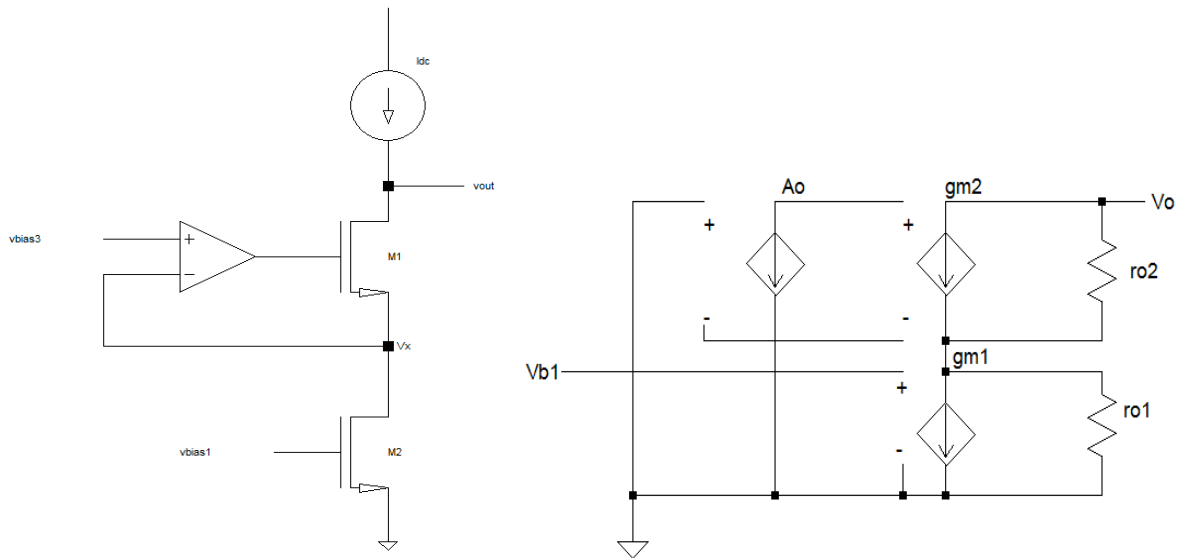 Idc
vout
vbias3
+
−
M1
Vx
vbias1
M2
Ao
gm2
Vo
+
+
ro2
-
-
gm1
Vb1
+
ro1
-